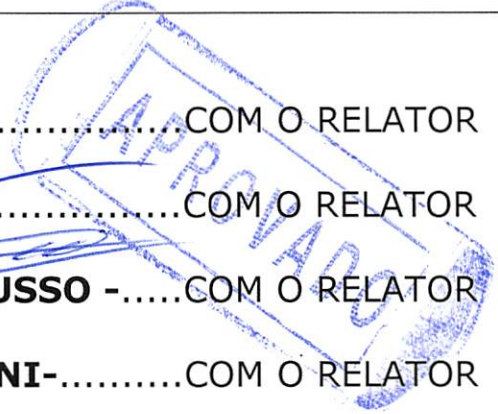 ................COM O RELATOR
................COM O RELATOR
USSO -.....COM O RELATOR
NI-..........COM O RELATOR
APROVADO